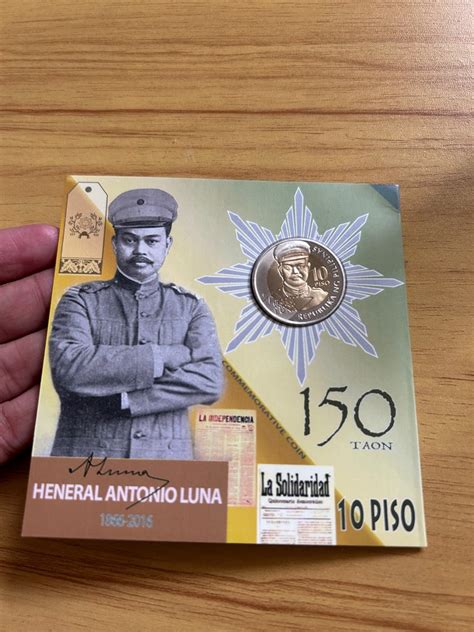 10
PISO
REPUBLIKA NG PILIPINAS
COMMEMORATIVE COIN
150
TAON
LA INDEPENDENCIA
A Luna
HENERAL ANTONIO LUNA
1866-2016
La Solidaridad
10 PISO